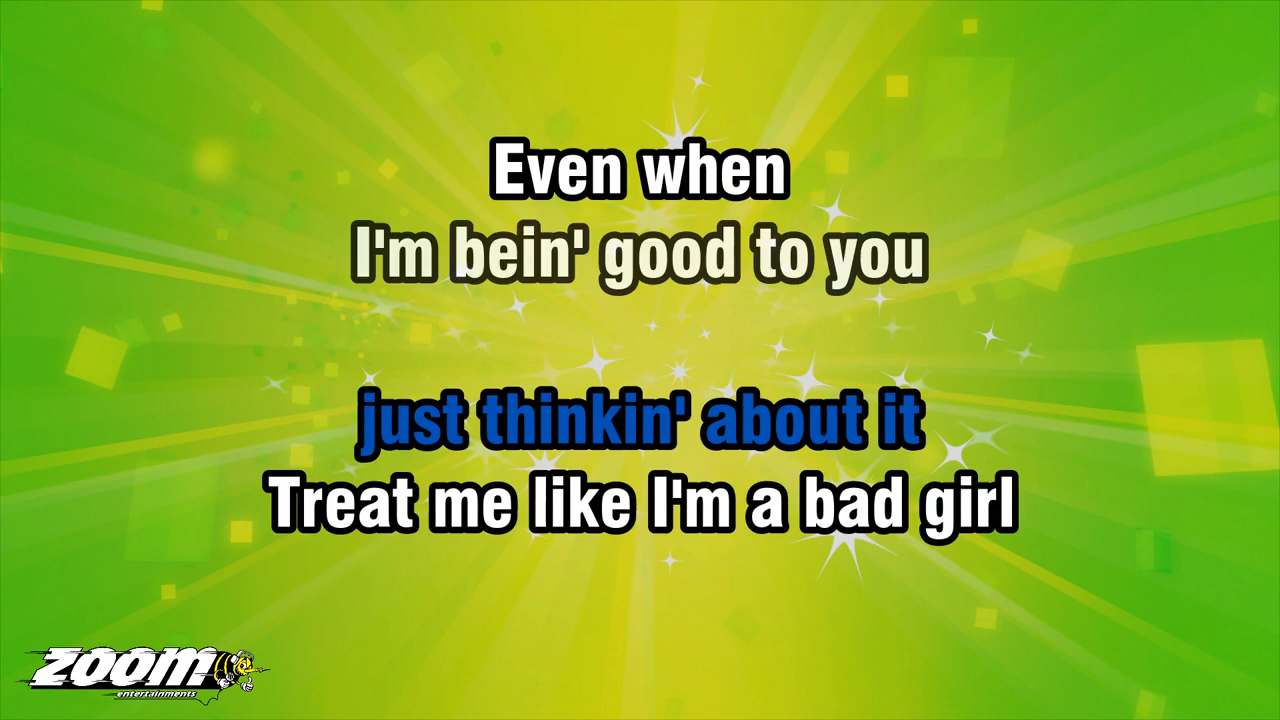 Even when
I'm bein' good to you
just thinkin' about it
Treat me like I'm a bad girl
zoom
entertainments